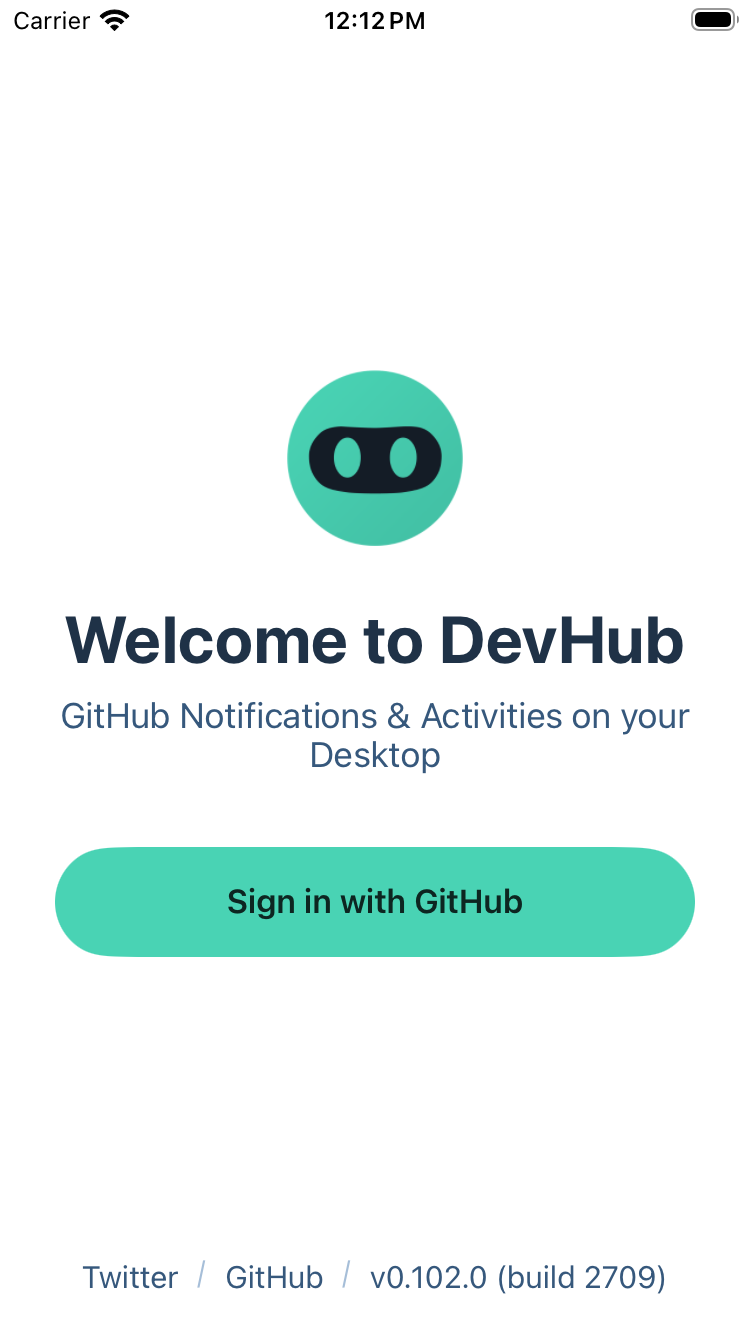 Carrier 12:12 PM
Welcome to DevHub
GitHub Notifications & Activities on your
Desktop
Sign in with GitHub
Twitter / GitHub / v0.102.0 (build 2709)